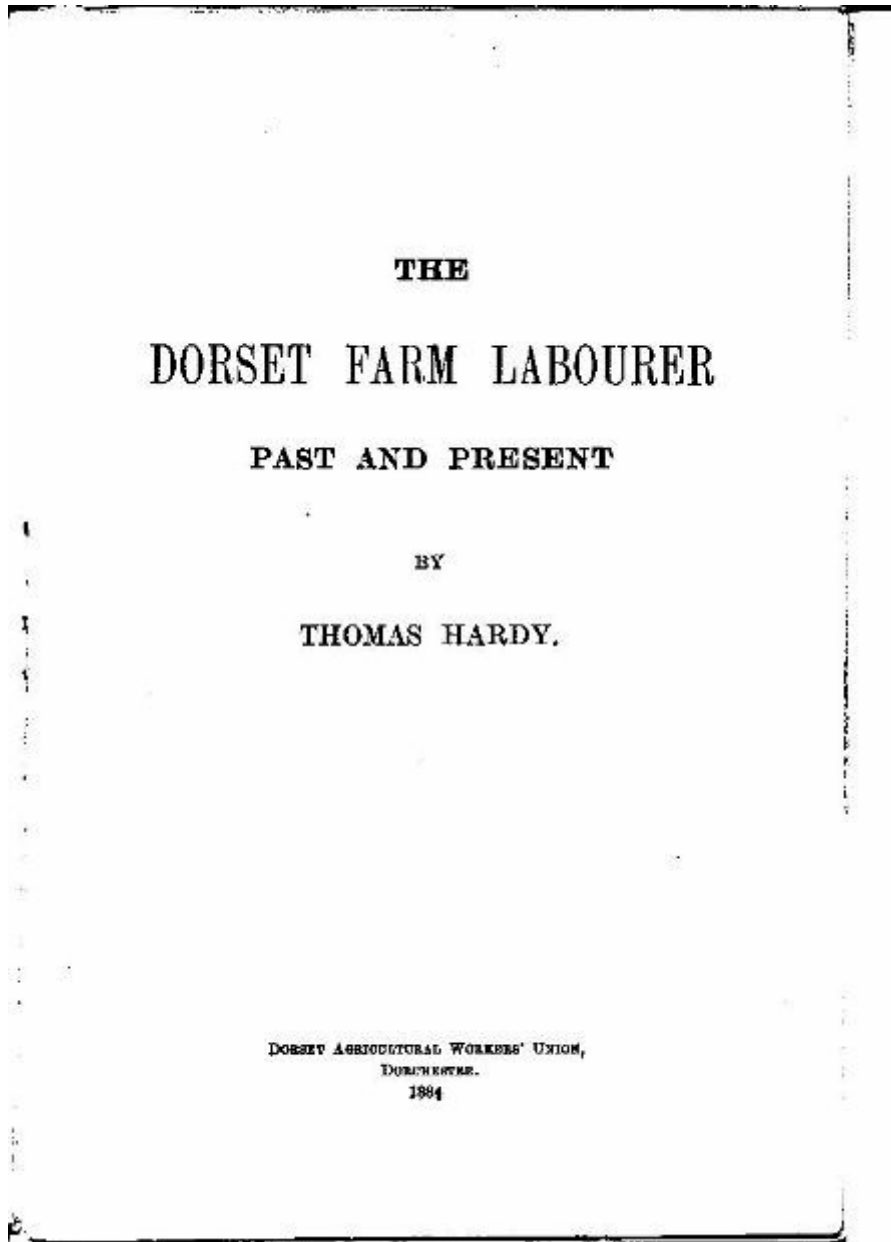 THE
DORSET FARM LABOURER
PAST AND PRESENT
BY
THOMAS HARDY.
DORSET AGRICULTURAL WORKERS' UNION,
DORCHESTER.
1884